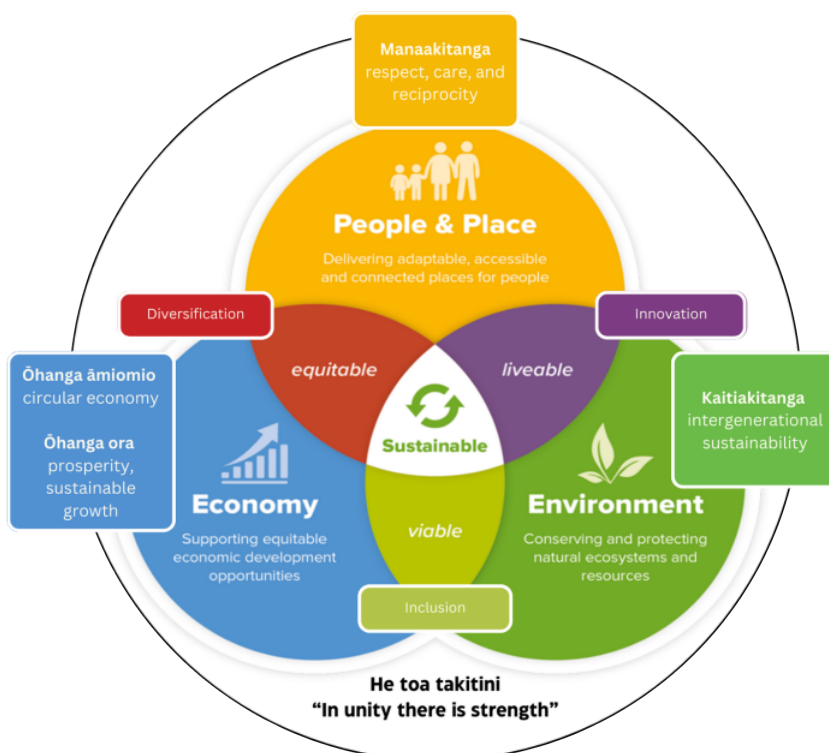 Manaakitanga
respect, care, and
reciprocity
People & Place
Delivering adaptable, accessible
and connected places for people
Diversification
Innovation
equitable
liveable
Ōhanga āmiomio
circular economy
Ōhanga ora
prosperity,
sustainable
growth
Kaitiakitanga
intergenerational
sustainability
Sustainable
Economy
Supporting equitable
economic development
opportunities
viable
Environment
Conserving and protecting
natural ecosystems and
resources
Inclusion
He toa takitini
“In unity there is strength”